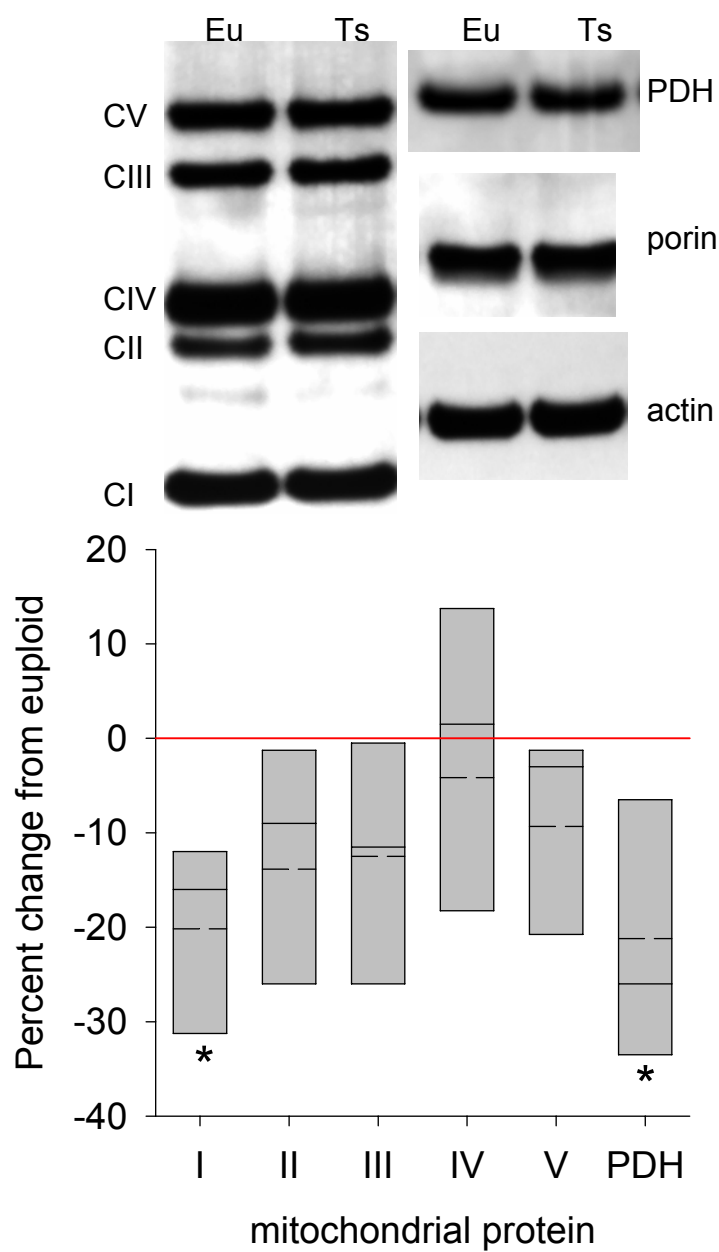 Eu Ts Eu Ts
CV
CIII
CIV
CII
CI
PDH
porin
actin
20
10
0
-10
-20
-30
-40
Percent change from euploid
* *
I II III IV V PDH
mitochondrial protein